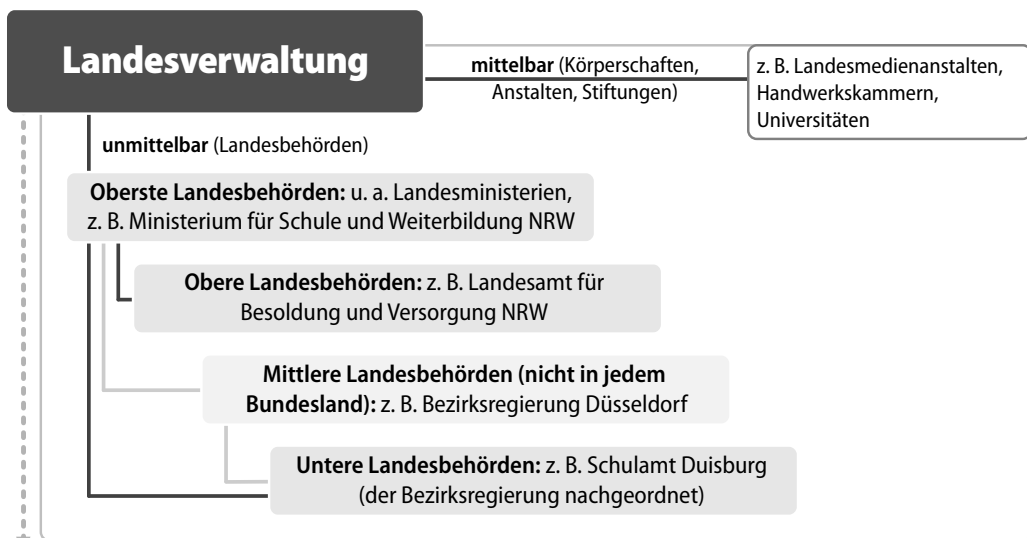 Landesverwaltung
mittelbar (Körperschaften,
Anstalten, Stiftungen)
z. B. Landesmedienanstalten,
Handwerkskammern,
Universitäten
unmittelbar (Landesbehörden)
Oberste Landesbehörden: u. a. Landesministerien,
z. B. Ministerium für Schule und Weiterbildung NRW
Obere Landesbehörden: z. B. Landesamt für
Besoldung und Versorgung NRW
Mittlere Landesbehörden (nicht in jedem
Bundesland): z. B. Bezirksregierung Düsseldorf
Untere Landesbehörden: z. B. Schulamt Duisburg
(der Bezirksregierung nachgeordnet)